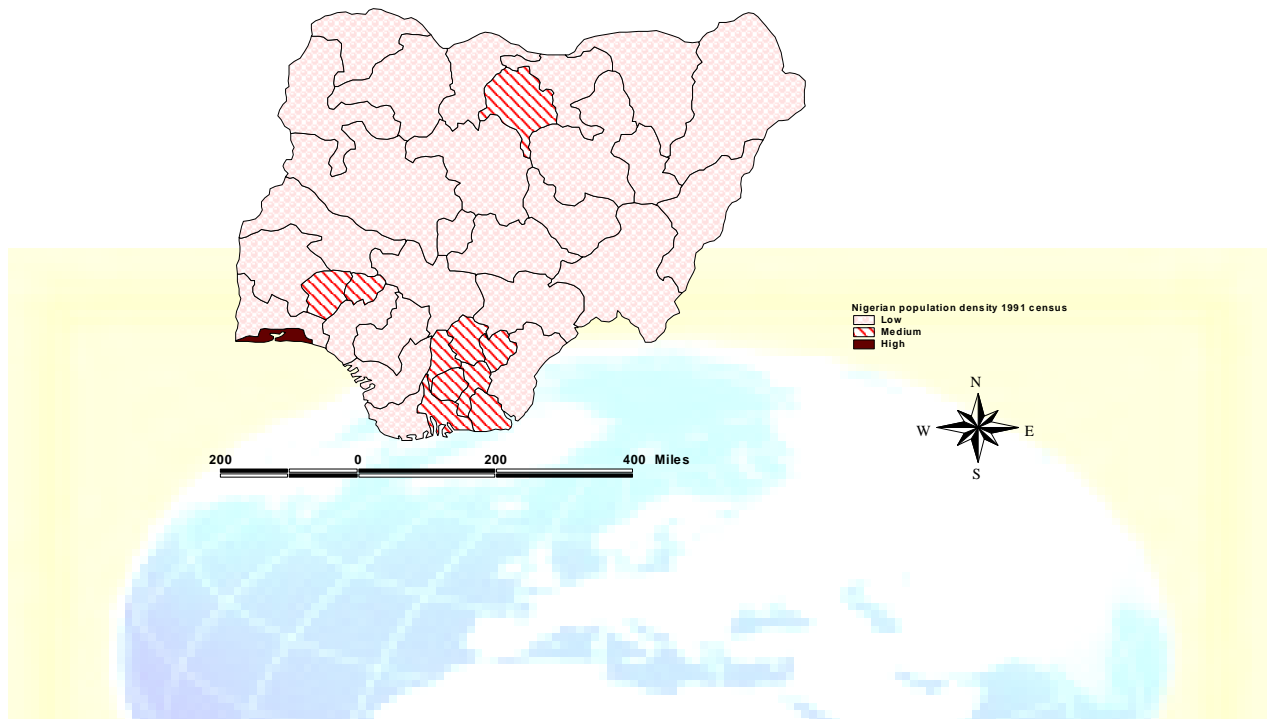 Nigerian population density 1991 census
Low
Medium
High
N
W E
S
200 0 200 400 Miles